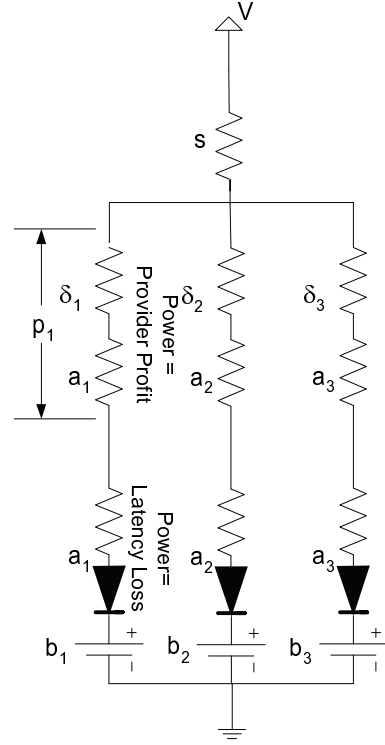 V
s
δ1 δ2 δ3
p1
Power =
Provider Profit
a1 a2 a3
Power=
Latency Loss
a1 a2 a3
+ + +
b1 b2 b3
- - -